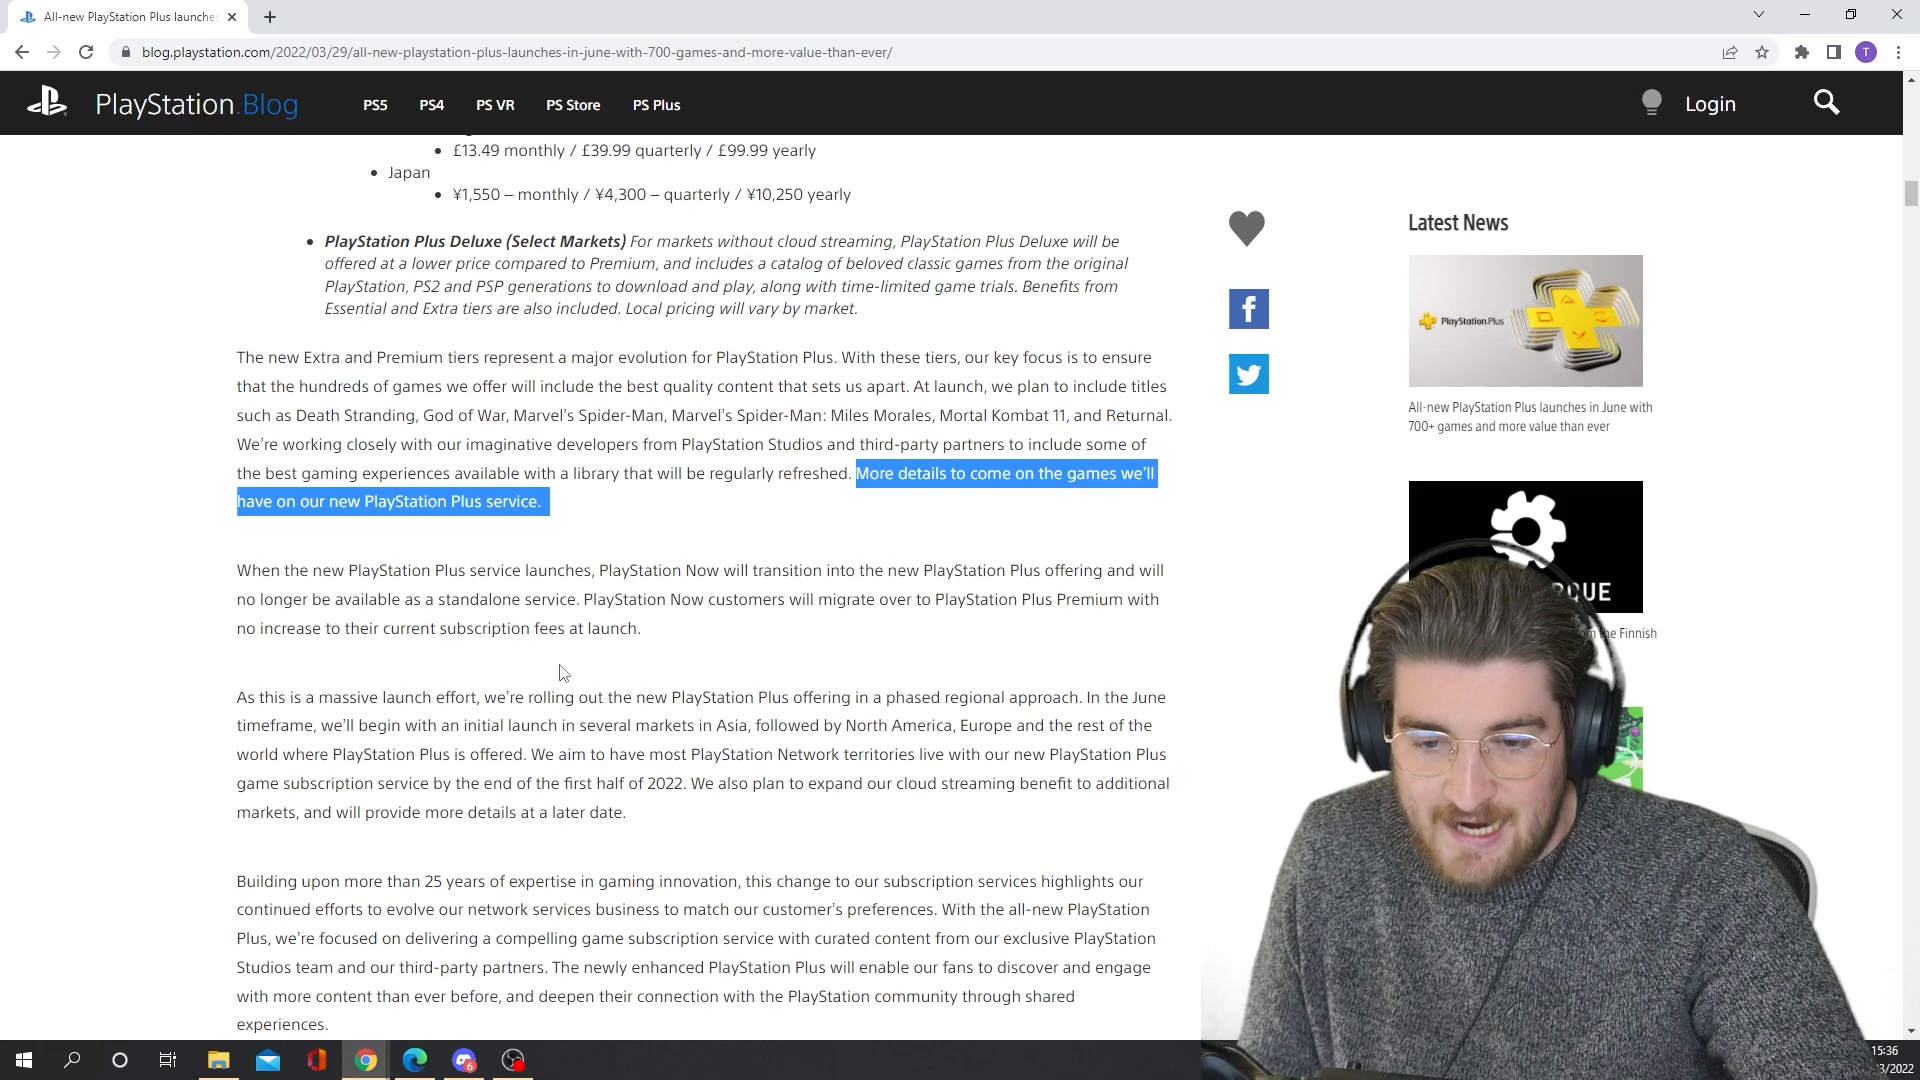 All-new PlayStation Plus launche
blog.playstation.com/2022/03/29/all-new-playstation-plus-launches-in-june-with-700-games-and-more-value-than-ever/
T
PlayStation.Blog
PS5 PS4 PS VR PS Store PS Plus
Login
• £13.49 monthly / £39.99 quarterly / £99.99 yearly
• Japan
• ¥1,550 – monthly / ¥4,300 – quarterly / ¥10,250 yearly
• PlayStation Plus Deluxe (Select Markets) For markets without cloud streaming, PlayStation Plus Deluxe will be
offered at a lower price compared to Premium, and includes a catalog of beloved classic games from the original
PlayStation, PS2 and PSP generations to download and play, along with time-limited game trials. Benefits from
Essential and Extra tiers are also included. Local pricing will vary by market.
The new Extra and Premium tiers represent a major evolution for PlayStation Plus. With these tiers, our key focus is to ensure
that the hundreds of games we offer will include the best quality content that sets us apart. At launch, we plan to include titles
such as Death Stranding, God of War, Marvel’s Spider-Man, Marvel’s Spider-Man: Miles Morales, Mortal Kombat 11, and Returnal.
We’re working closely with our imaginative developers from PlayStation Studios and third-party partners to include some of
the best gaming experiences available with a library that will be regularly refreshed. More details to come on the games we’ll
have on our new PlayStation Plus service.
When the new PlayStation Plus service launches, PlayStation Now will transition into the new PlayStation Plus offering and will
no longer be available as a standalone service. PlayStation Now customers will migrate over to PlayStation Plus Premium with
no increase to their current subscription fees at launch.
As this is a massive launch effort, we’re rolling out the new PlayStation Plus offering in a phased regional approach. In the June
timeframe, we’ll begin with an initial launch in several markets in Asia, followed by North America, Europe and the rest of the
world where PlayStation Plus is offered. We aim to have most PlayStation Network territories live with our new PlayStation Plus
game subscription service by the end of the first half of 2022. We also plan to expand our cloud streaming benefit to additional
markets, and will provide more details at a later date.
Building upon more than 25 years of expertise in gaming innovation, this change to our subscription services highlights our
continued efforts to evolve our network services business to match our customer’s preferences. With the all-new PlayStation
Plus, we’re focused on delivering a compelling game subscription service with curated content from our exclusive PlayStation
Studios team and our third-party partners. The newly enhanced PlayStation Plus will enable our fans to discover and engage
with more content than ever before, and deepen their connection with the PlayStation community through shared
experiences.
Latest News
PlayStation.Plus
All-new PlayStation Plus launches in June with
700+ games and more value than ever
QUE
the Finnish
6
15:36
3/2022